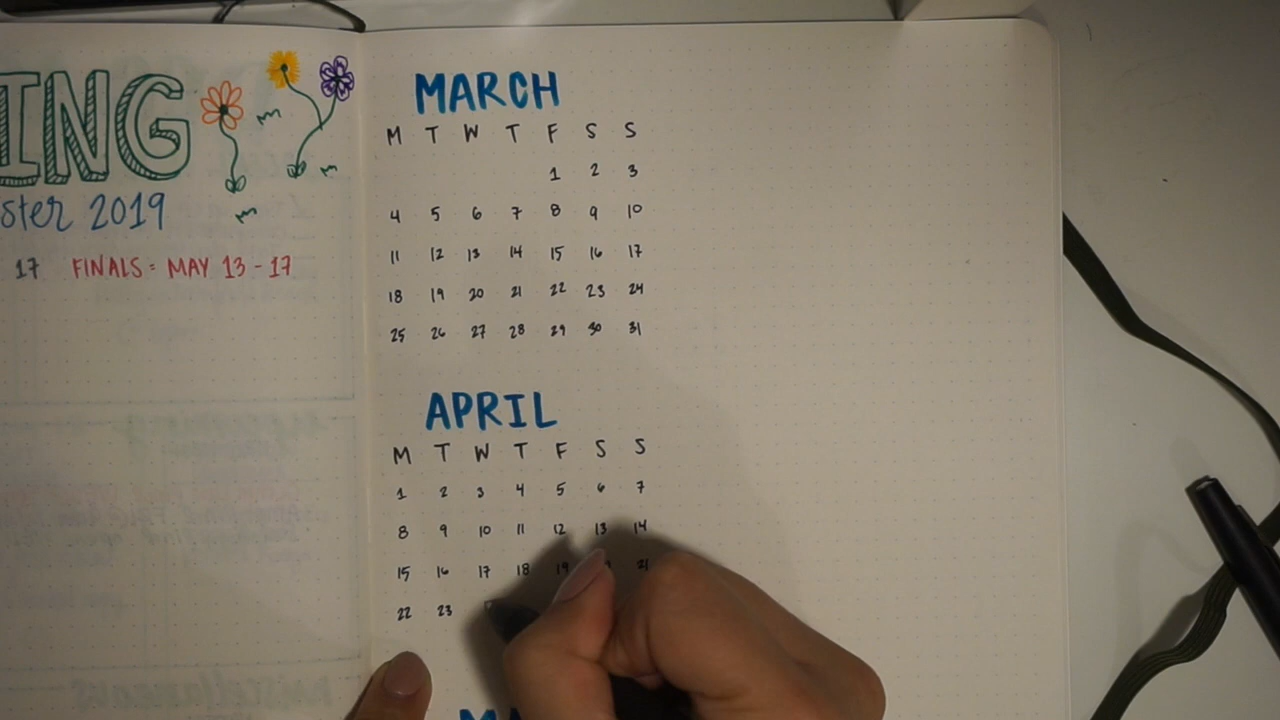 ING
ster 2019
17 FINALS: MAY 13-17
MARCH
M T W T F S S
1 2 3
4 5 6 7 8 9 10
11 12 13 14 15 16 17
18 19 20 21 22 23 24
25 26 27 28 29 30 31
APRIL
M T W T F S S
1 2 3 4 5 6 7
8 9 10 11 12 13 14
15 16 17 18 19 21
22 23